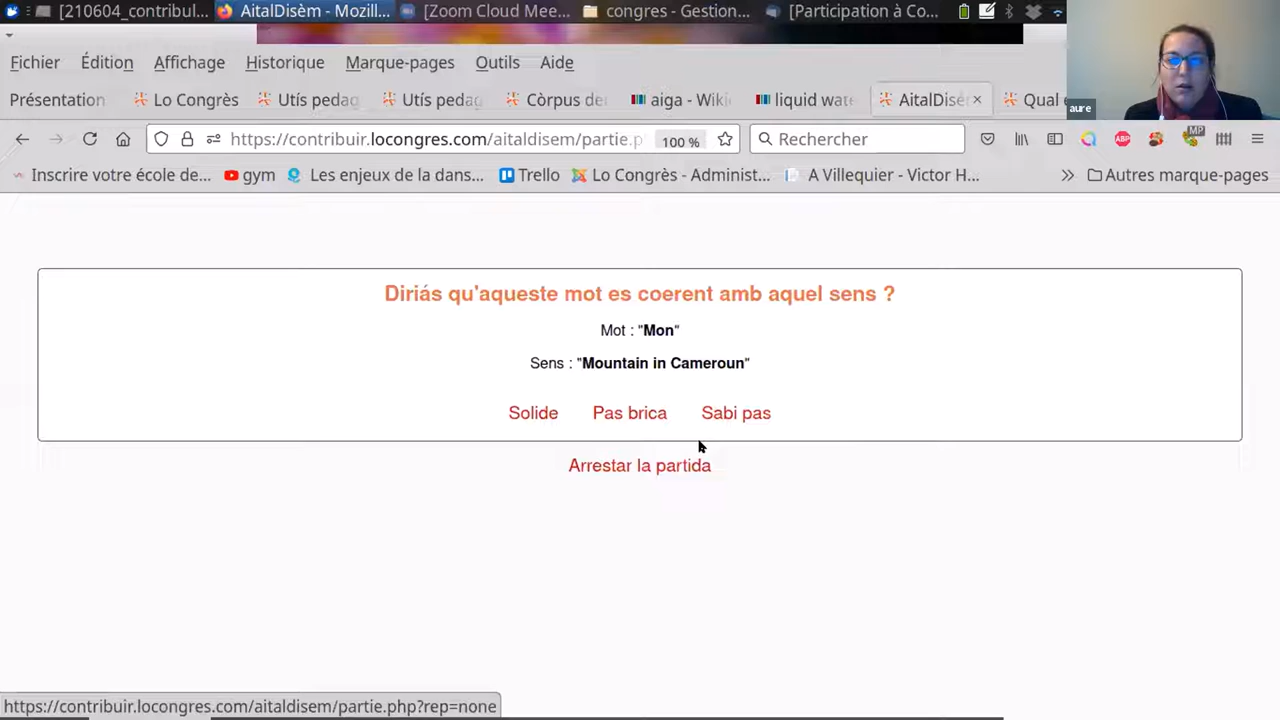 [210604_contribul...
AitalDisèm - Mozill...
[Zoom Cloud Mee...
congres - Gestion...
[Participation à Co...
Fichier Édition Affichage Historique Marque-pages Outils Aide
aure
Présentation
Lo Congrès
Utís pedag
Utís pedag
Còrpus de
aiga - Wiki
liquid wate
AitalDisè
Qual e
https://contribuir.locongres.com/aitaldisem/partie.p
100 %
Rechercher
MP
ABP
Inscrire votre école de...
gym
Les enjeux de la dans...
Trello
Lo Congrès - Administ...
A Villequier - Victor H...
Autres marque-pages
Diriás qu'aqueste mot es coerent amb aquel sens ?
Mot : "Mon"
Sens : "Mountain in Cameroun"
Solide Pas brica Sabi pas
Arrestar la partida
https://contribuir.locongres.com/aitaldisem/partie.php?rep=none